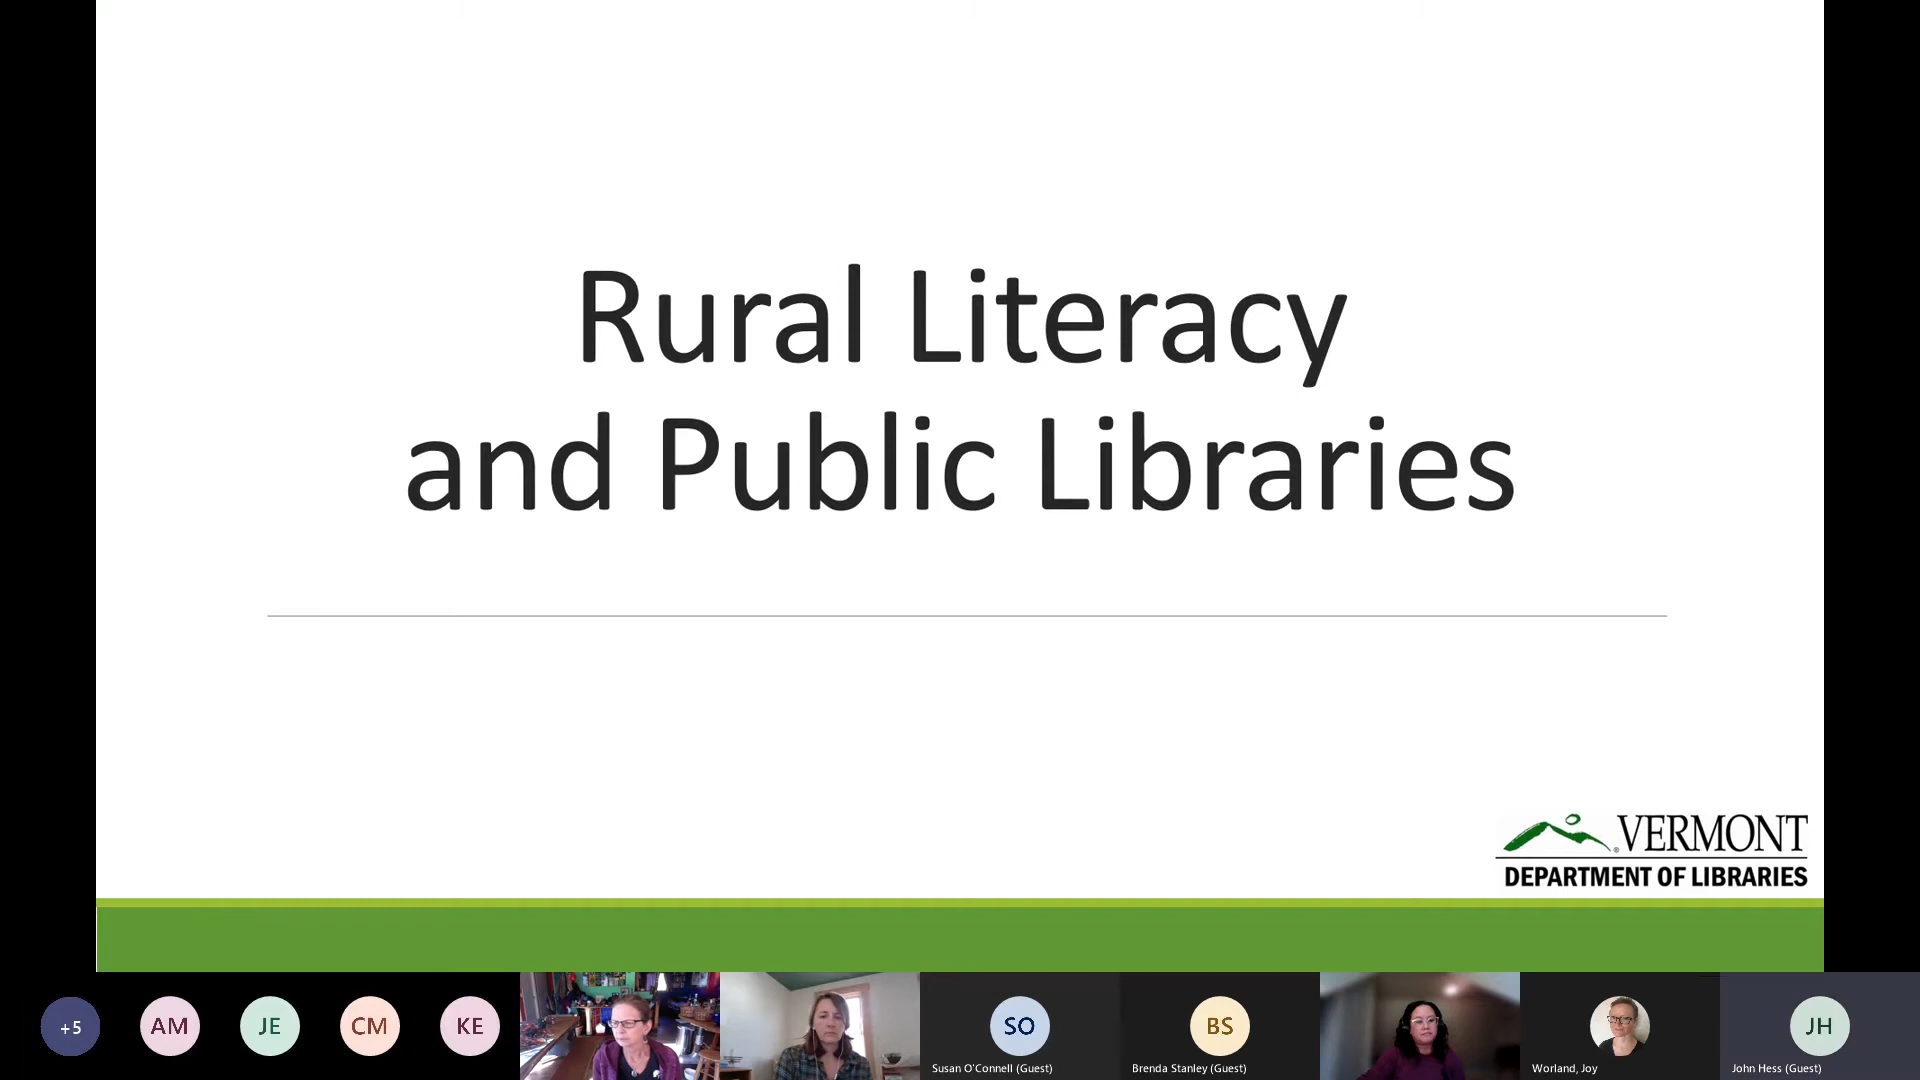 Rural Literacy
and Public Libraries
VERMONT
DEPARTMENT OF LIBRARIES
+5
AM
JE
CM
KE
SO
Susan O'Connell (Guest)
BS
Brenda Stanley (Guest)
Worland, Joy
JH
John Hess (Guest)